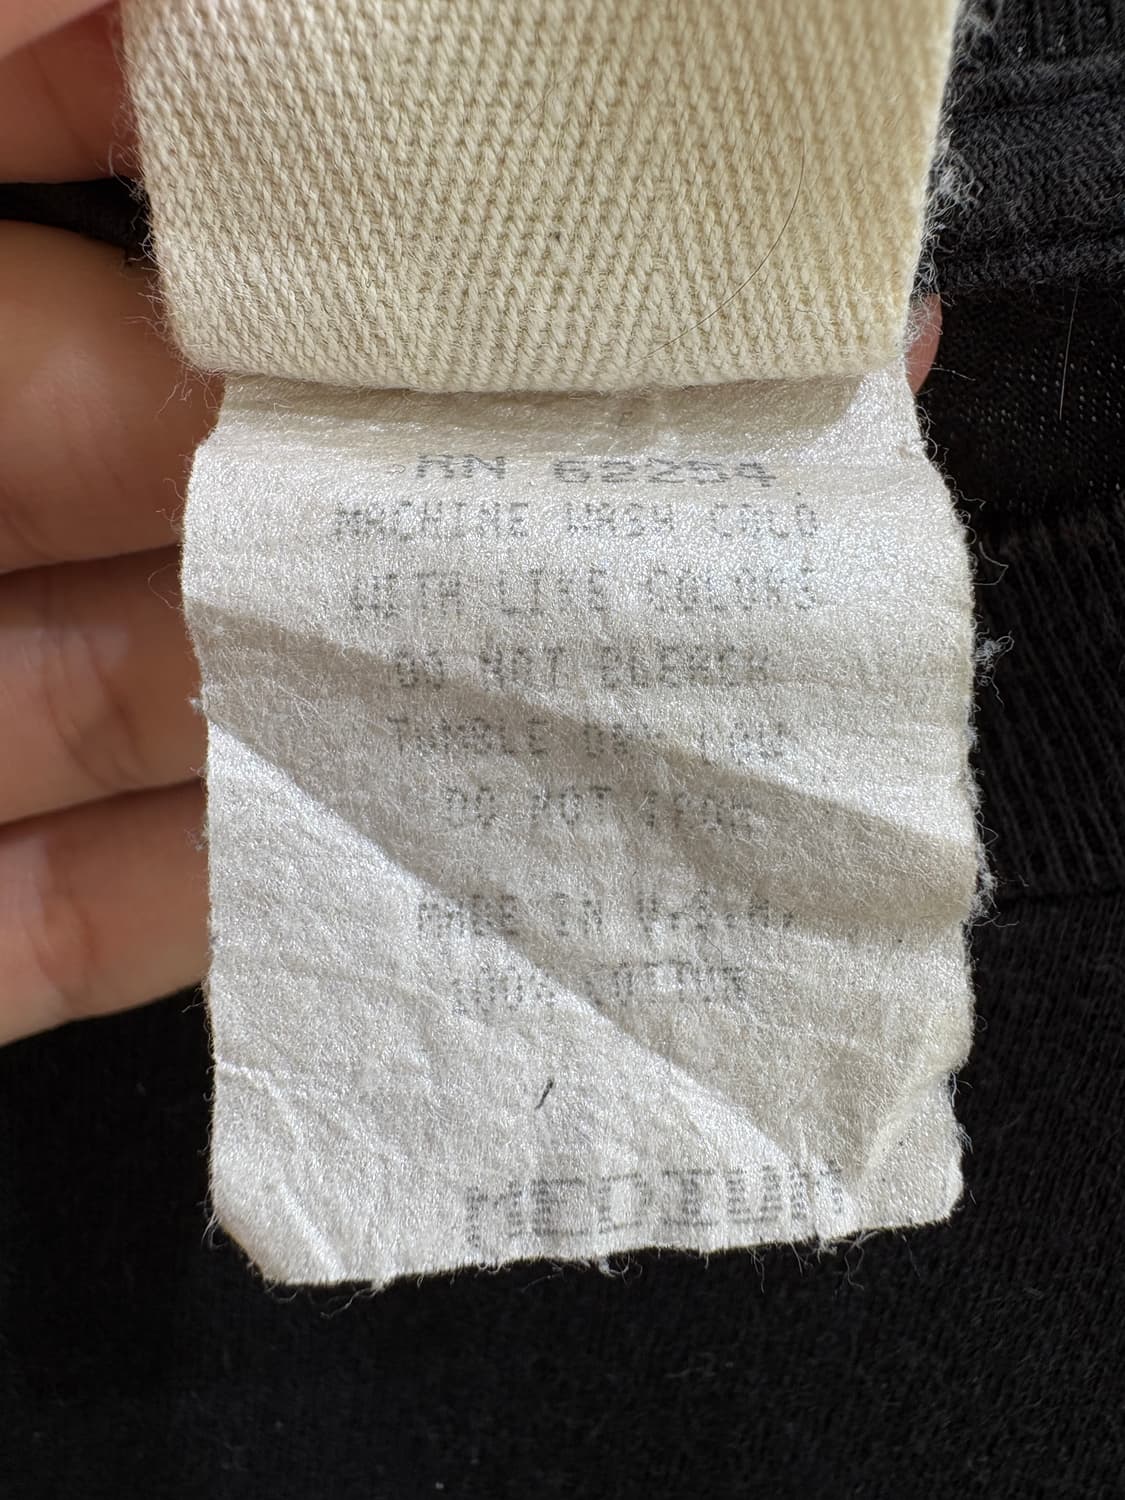 RN 62254
MACHINE WASH COLD
WITH LIKE COLORS
DO NOT BLEACH
TUMBLE DRY LOW
DO NOT IRON
MADE IN U.S.A.
100% COTTON
MEDIUM